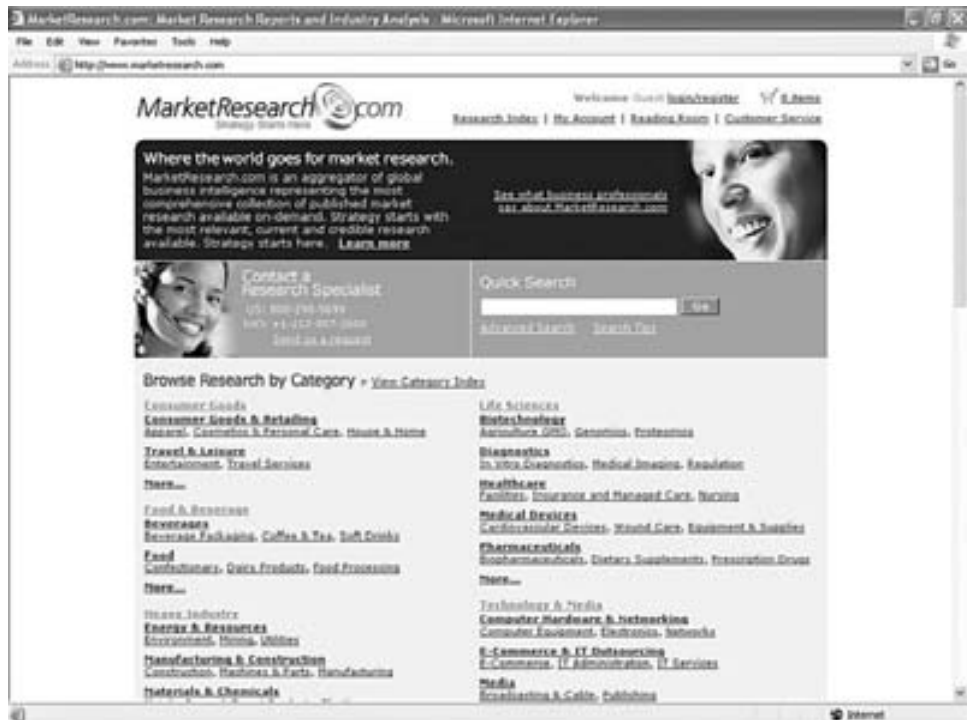 MarketResearch.com: Market Research Reports and Industry Analysis - Microsoft Internet Explorer
File Edit View Favorites Tools Help
Address http://www.marketresearch.com Go
MarketResearch.com
Strategy Starts Here
Welcome Guest login/register 0 items
Research Index | My Account | Reading Room | Customer Service
Where the world goes for market research.
MarketResearch.com is an aggregator of global
business intelligence representing the most
comprehensive collection of published market
research available on-demand. Strategy starts with
the most relevant, current and credible research
available. Strategy starts here. Learn more
See what business professionals
say about MarketResearch.com
Contact a
Research Specialist
US:
Int'l:
Send us a request
Quick Search
Go
Advanced Search Search Tips
Browse Research by Category » View Category Index
Consumer Goods
Consumer Goods & Retailing
Apparel, Cosmetics & Personal Care, House & Home
Travel & Leisure
Entertainment, Travel Services
More...
Food & Beverage
Beverages
Beverage Packaging, Coffee & Tea, Soft Drinks
Food
Confectionary, Dairy Products, Food Processing
More...
Heavy Industry
Energy & Resources
Environment, Mining, Utilities
Manufacturing & Construction
Construction, Machines & Parts, Manufacturing
Materials & Chemicals
Life Sciences
Biotechnology
Agriculture GMO, Genomics, Proteomics
Diagnostics
In Vitro Diagnostics, Medical Imaging, Regulation
Healthcare
Facilities, Insurance and Managed Care, Nursing
Medical Devices
Cardiovascular Devices, Wound Care, Equipment & Supplies
Pharmaceuticals
Biopharmaceuticals, Dietary Supplements, Prescription Drugs
More...
Technology & Media
Computer Hardware & Networking
Computer Equipment, Electronics, Networks
E-Commerce & IT Outsourcing
E-Commerce, IT Administration, IT Services
Media
Broadcasting & Cable, Publishing
Internet